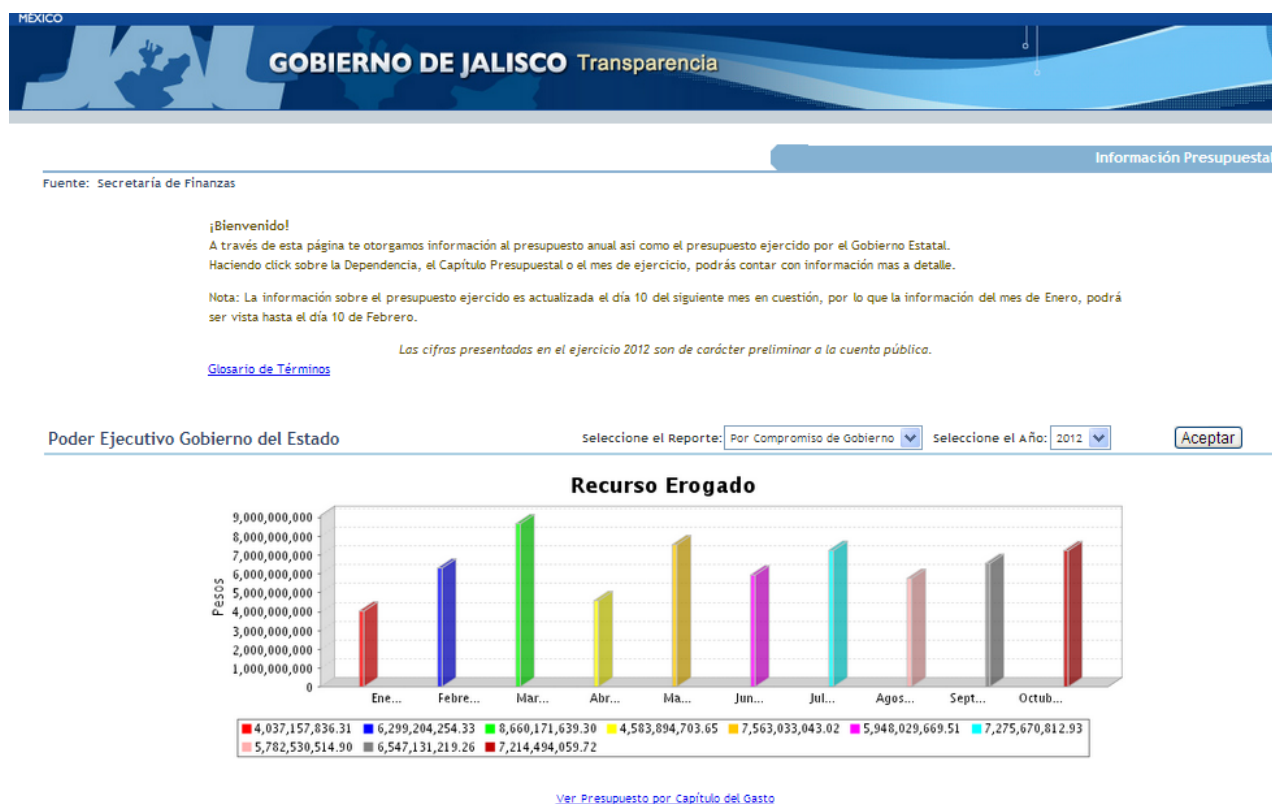 MÉXICO
JAL
GOBIERNO DE JALISCO Transparencia
Información Presupuestal
Fuente: Secretaría de Finanzas
¡Bienvenido!
A través de esta página te otorgamos información al presupuesto anual asi como el presupuesto ejercido por el Gobierno Estatal.
Haciendo click sobre la Dependencia, el Capítulo Presupuestal o el mes de ejercicio, podrás contar con información mas a detalle.
Nota: La información sobre el presupuesto ejercido es actualizada el día 10 del siguiente mes en cuestión, por lo que la información del mes de Enero, podrá
ser vista hasta el día 10 de Febrero.
Las cifras presentadas en el ejercicio 2012 son de carácter preliminar a la cuenta pública.
Glosario de Términos
Poder Ejecutivo Gobierno del Estado Seleccione el Reporte: Por Compromiso de Gobierno Seleccione el Año: 2012 Aceptar
Recurso Erogado
Pesos
9,000,000,000
8,000,000,000
7,000,000,000
6,000,000,000
5,000,000,000
4,000,000,000
3,000,000,000
2,000,000,000
1,000,000,000
0
Ene... Febre... Mar... Abr... Ma... Jun... Jul... Agos... Sept... Octub...
4,037,157,836.31 6,299,204,254.33 8,660,171,639.30 4,583,894,703.65 7,563,033,043.02 5,948,029,669.51 7,275,670,812.93
5,782,530,514.90 6,547,131,219.26 7,214,494,059.72
Ver Presupuesto por Capítulo del Gasto